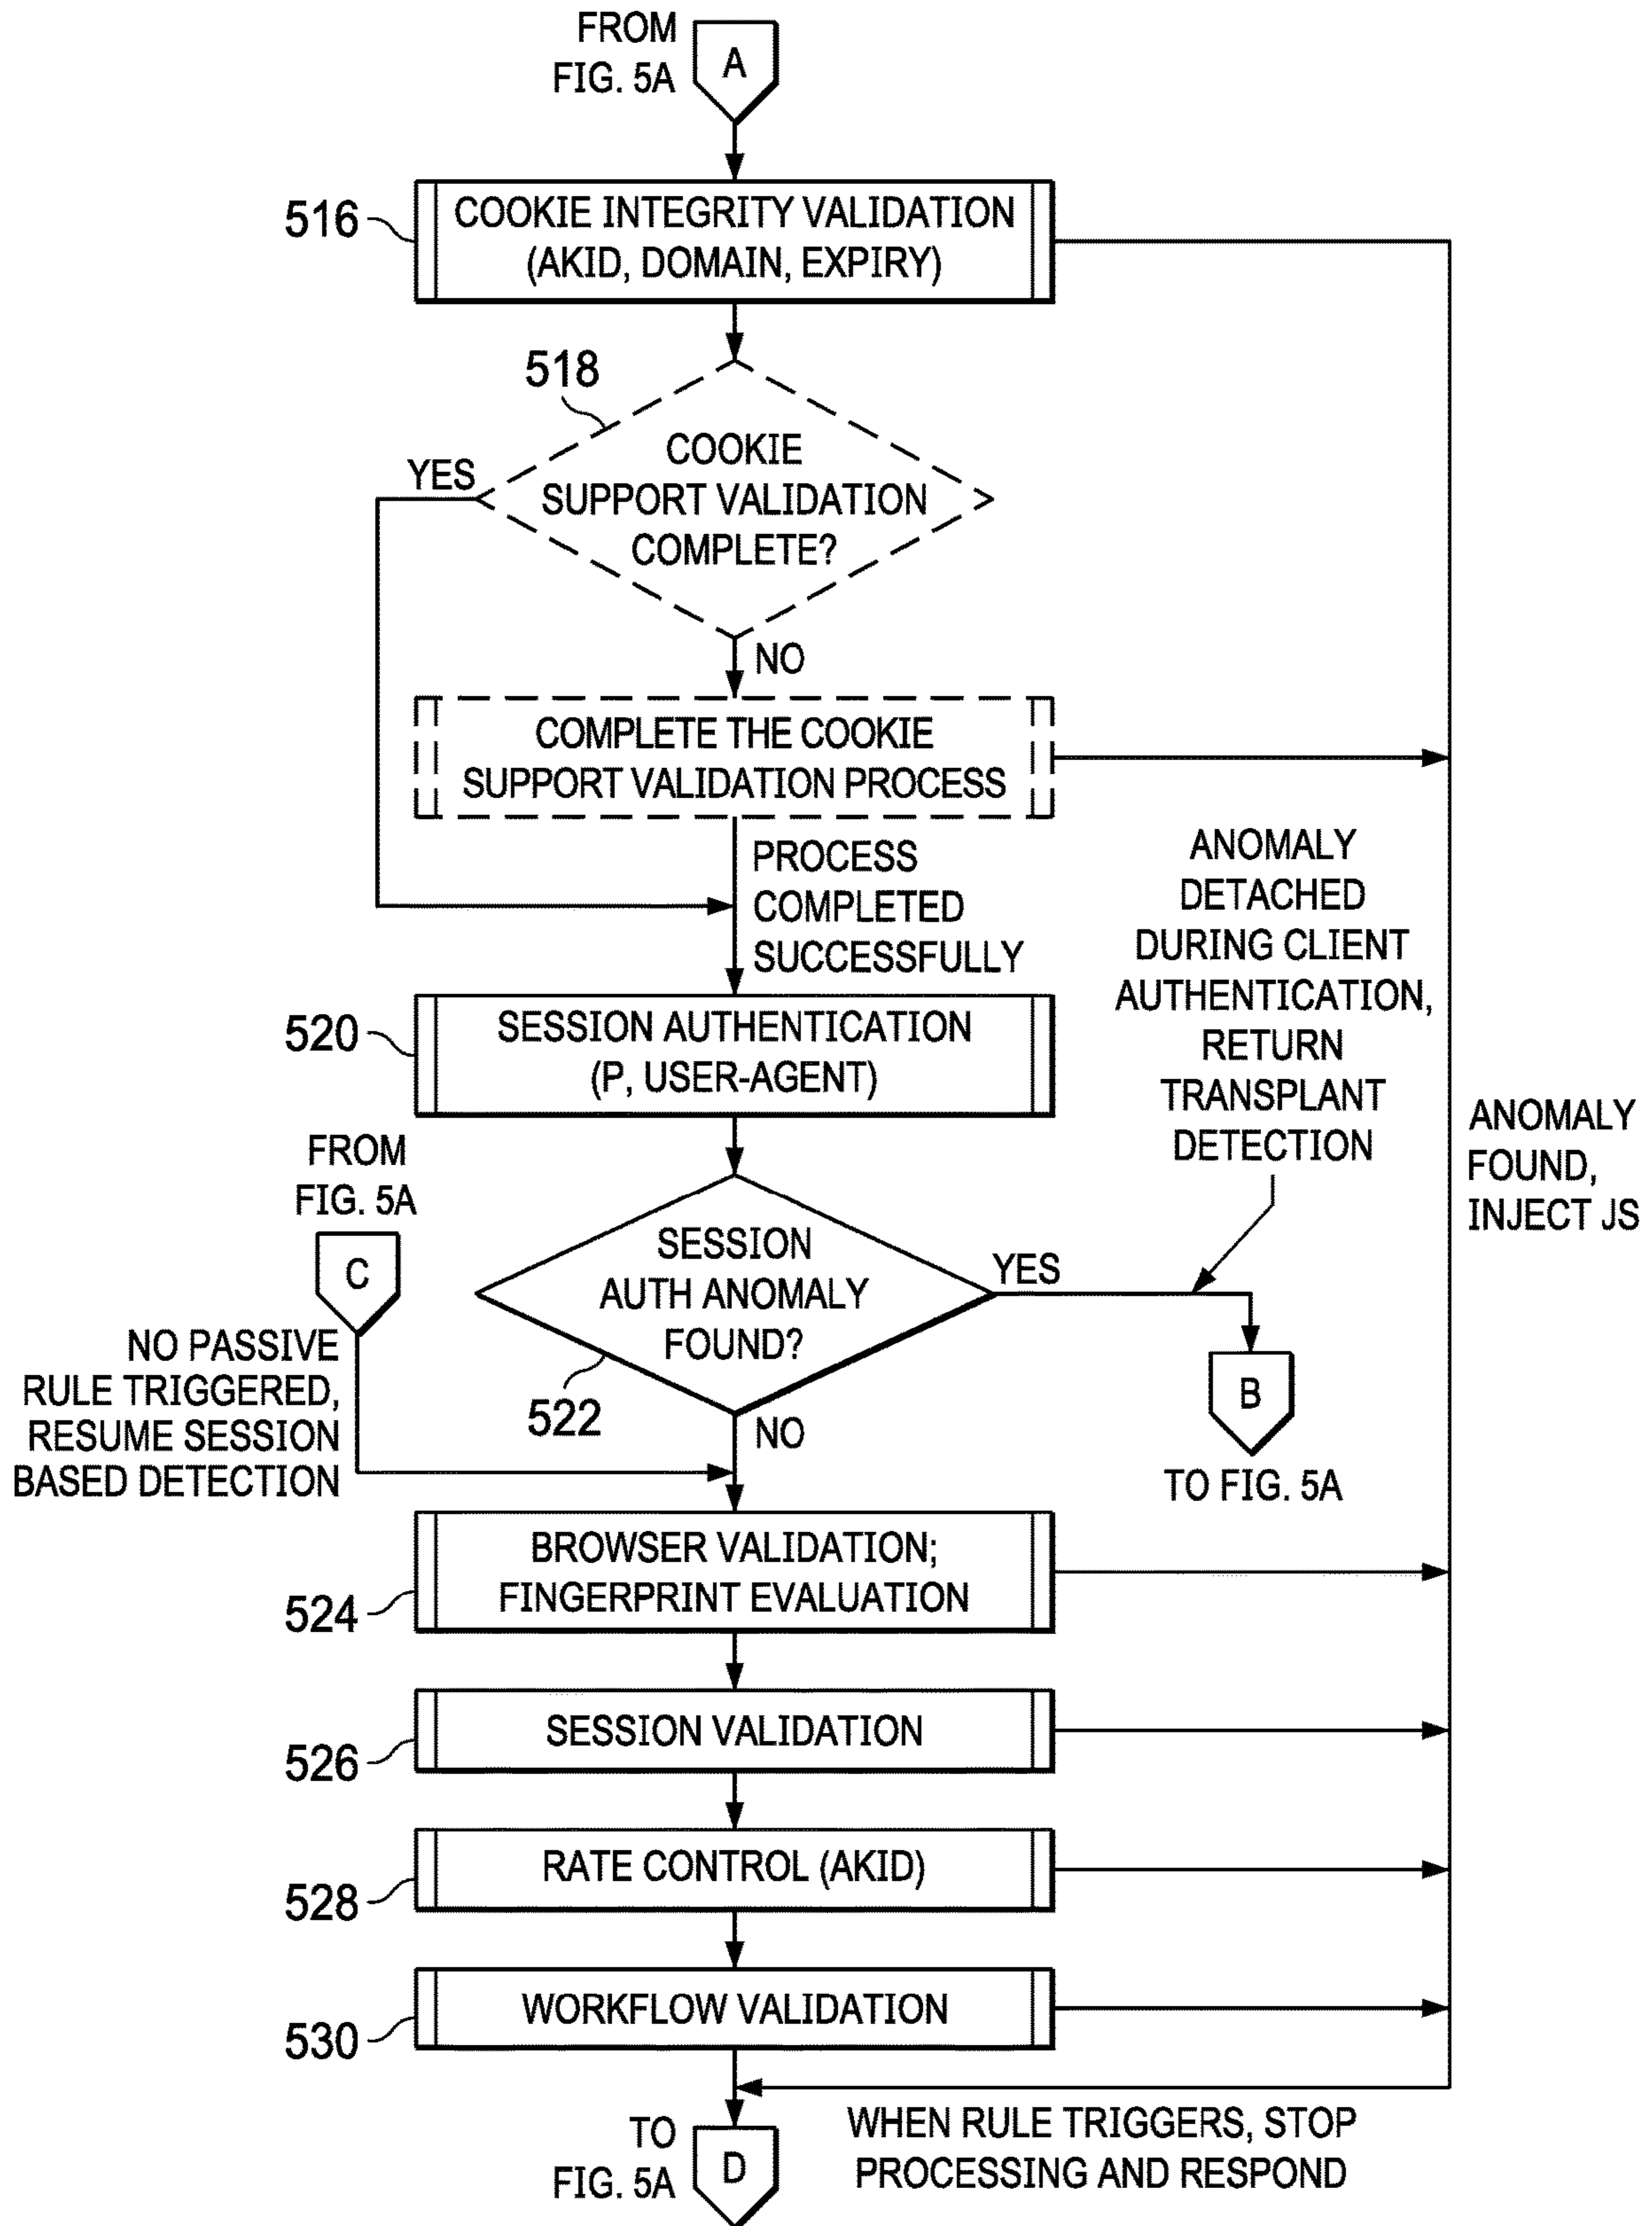 FROM
FIG. 5A
A
516
COOKIE INTEGRITY VALIDATION
(AKID, DOMAIN, EXPIRY)
518
COOKIE
SUPPORT VALIDATION
COMPLETE?
YES
NO
COMPLETE THE COOKIE
SUPPORT VALIDATION PROCESS
PROCESS
COMPLETED
SUCCESSFULLY
ANOMALY
DETACHED
DURING CLIENT
AUTHENTICATION,
RETURN
TRANSPLANT
DETECTION
ANOMALY
FOUND,
INJECT JS
520
SESSION AUTHENTICATION
(P, USER-AGENT)
FROM
FIG. 5A
C
SESSION
AUTH ANOMALY
FOUND?
YES
522
NO
B
TO FIG. 5A
NO PASSIVE
RULE TRIGGERED,
RESUME SESSION
BASED DETECTION
524
BROWSER VALIDATION;
FINGERPRINT EVALUATION
526
SESSION VALIDATION
528
RATE CONTROL (AKID)
530
WORKFLOW VALIDATION
WHEN RULE TRIGGERS, STOP
PROCESSING AND RESPOND
TO
FIG. 5A
D